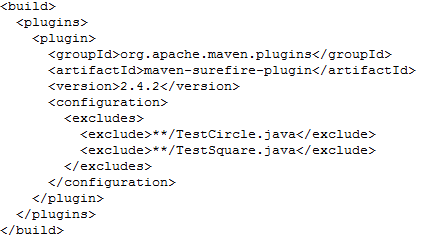 <build>
  <plugins>
    <plugin>
      <groupId>org.apache.maven.plugins</groupId>
      <artifactId>maven-surefire-plugin</artifactId>
      <version>2.4.2</version>
      <configuration>
        <excludes>
          <exclude>**/TestCircle.java</exclude>
          <exclude>**/TestSquare.java</exclude>
        </excludes>
      </configuration>
    </plugin>
  </plugins>
</build>